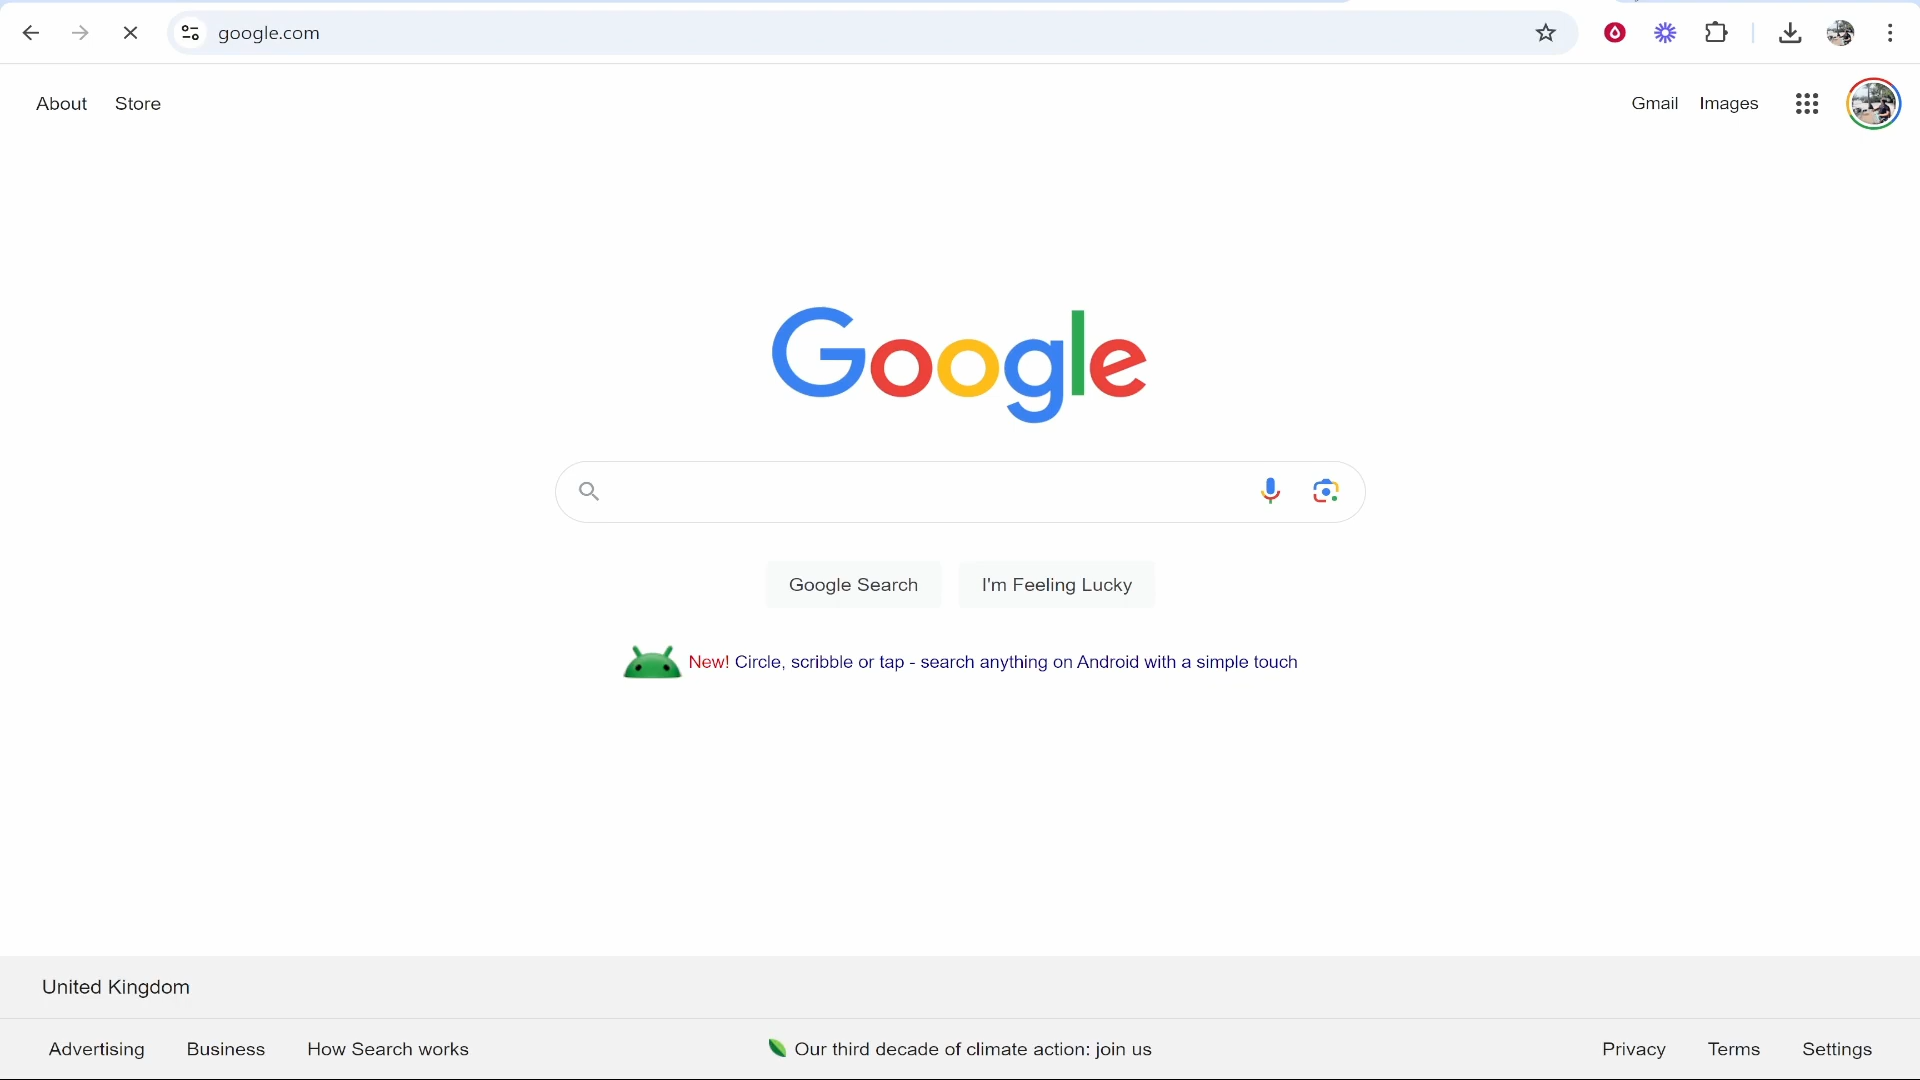 google.com
About Store
Gmail Images
Google
Google Search I'm Feeling Lucky
New! Circle, scribble or tap - search anything on Android with a simple touch
United Kingdom
Advertising Business How Search works
Our third decade of climate action: join us
Privacy Terms Settings